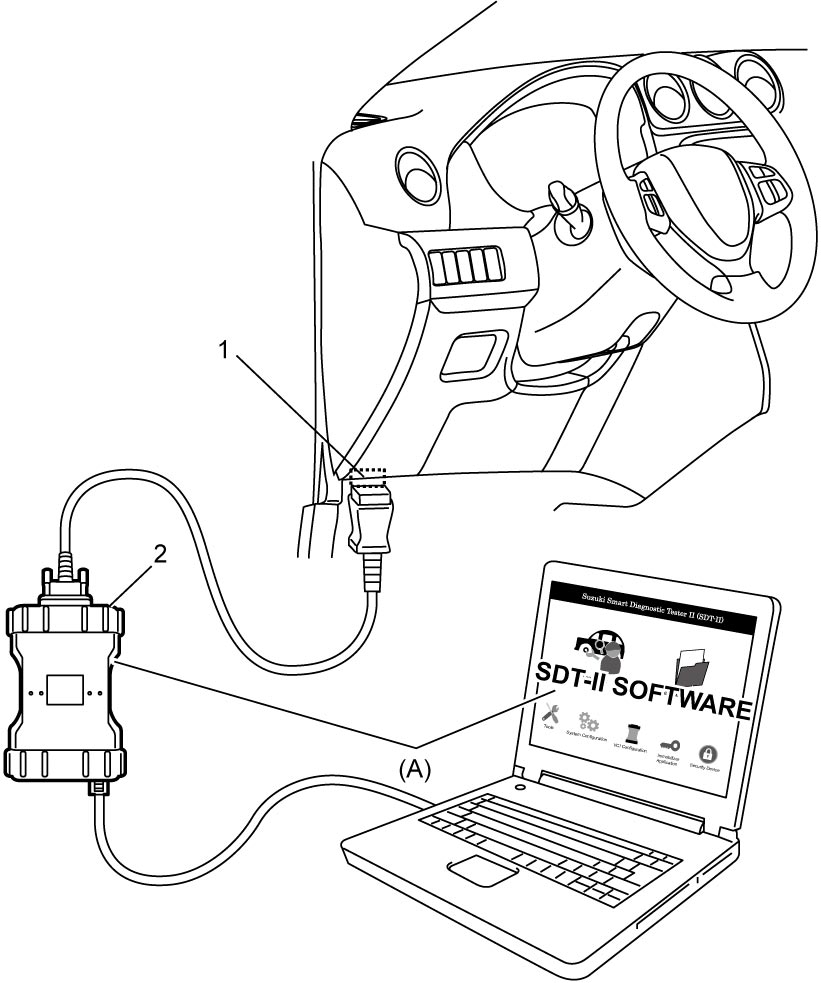 1
2
Suzuki Smart Diagnostic Tester II (SDT-II)
SDT-II SOFTWARE
Tools
System Configuration
VCI Configuration
Immobilizer
Application
Security Device
(A)